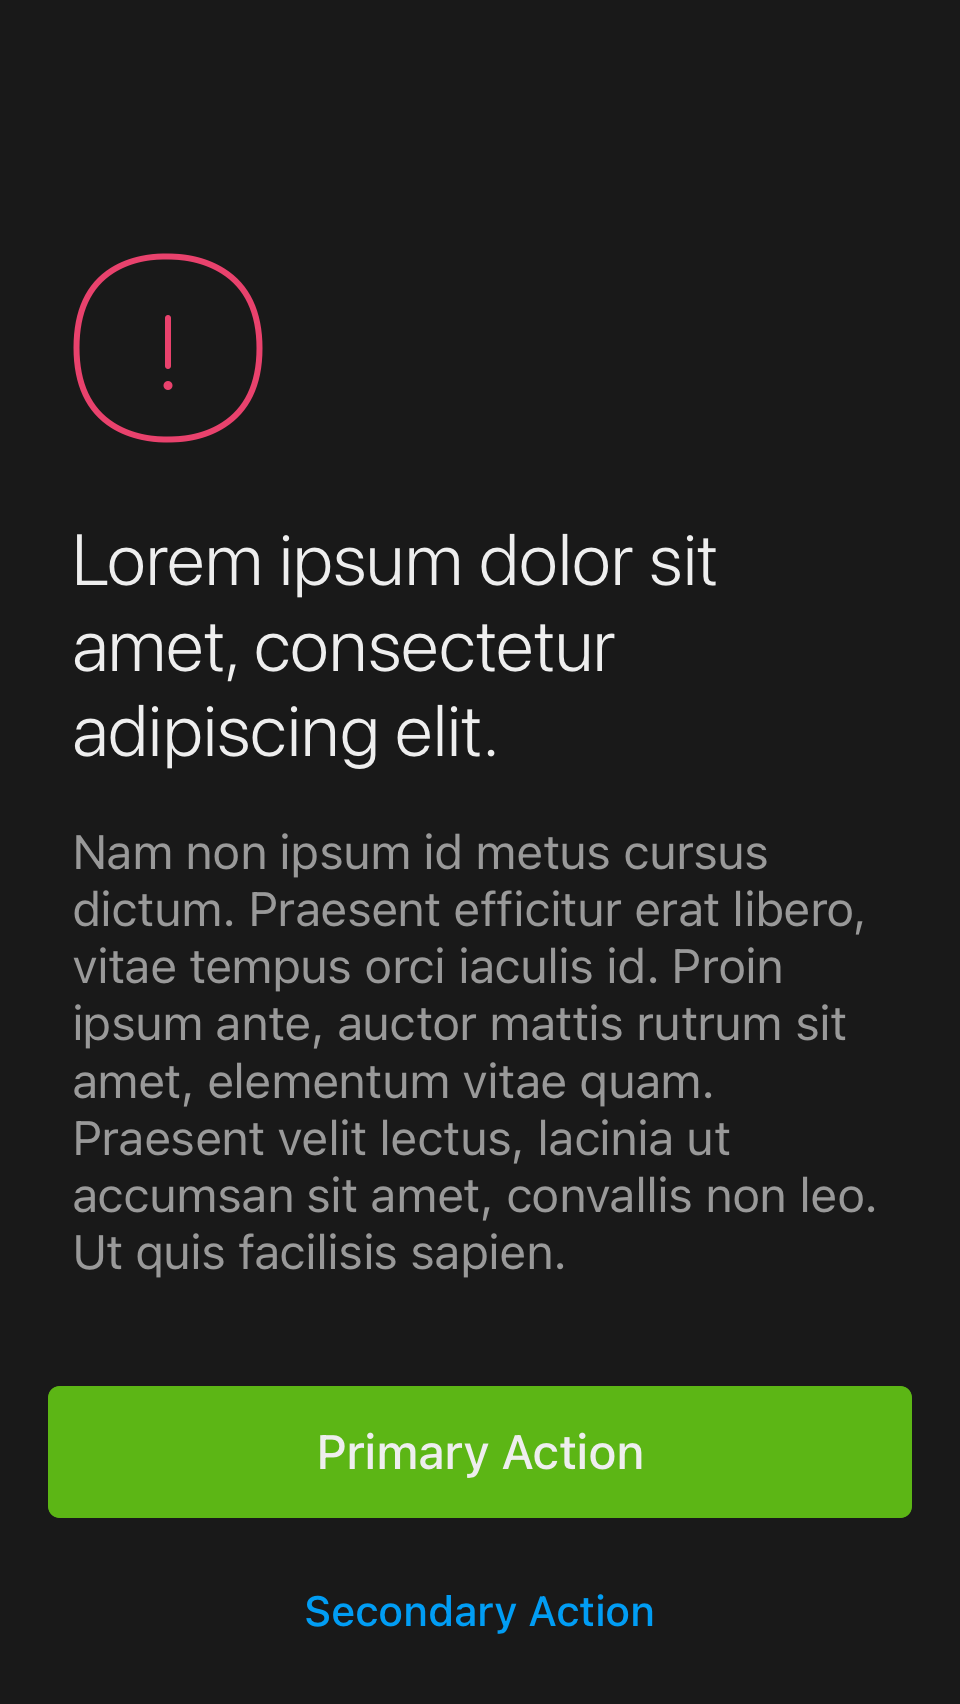 Lorem ipsum dolor sit
amet, consectetur
adipiscing elit.
Nam non ipsum id metus cursus
dictum. Praesent efficitur erat libero,
vitae tempus orci iaculis id. Proin
ipsum ante, auctor mattis rutrum sit
amet, elementum vitae quam.
Praesent velit lectus, lacinia ut
accumsan sit amet, convallis non leo.
Ut quis facilisis sapien.
Primary Action
Secondary Action